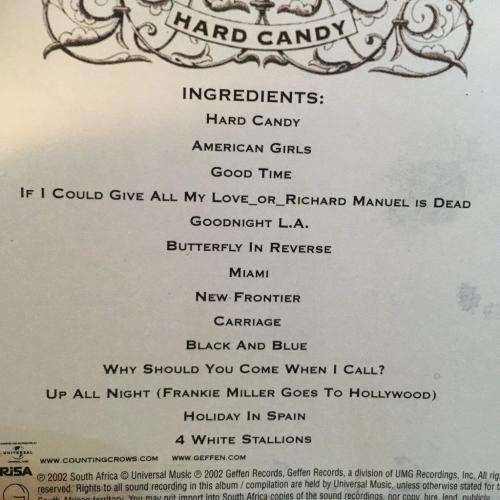 HARD CANDY
INGREDIENTS:
HARD CANDY
AMERICAN GIRLS
GOOD TIME
IF I COULD GIVE ALL MY LOVE_OR_RICHARD MANUEL IS DEAD
GOODNIGHT L.A.
BUTTERFLY IN REVERSE
MIAMI
NEW FRONTIER
CARRIAGE
BLACK AND BLUE
WHY SHOULD YOU COME WHEN I CALL?
UP ALL NIGHT (FRANKIE MILLER GOES TO HOLLYWOOD)
HOLIDAY IN SPAIN
4 WHITE STALLIONS
UNIVERSAL
WWW.COUNTINGCROWS.COM WWW.GEFFEN.COM
RiSA
℗ 2002 South Africa © Universal Music ℗ 2002 Geffen Records, Geffen Records, a division of UMG Recordings, Inc. All rig
reserved. Rights to all sound recording in this album / compilation are held by Universal Music, unless otherwise stated for t
South Africa territory. You may not import into South Africa copies of the sound recordings, nor copy, hire, lend, public